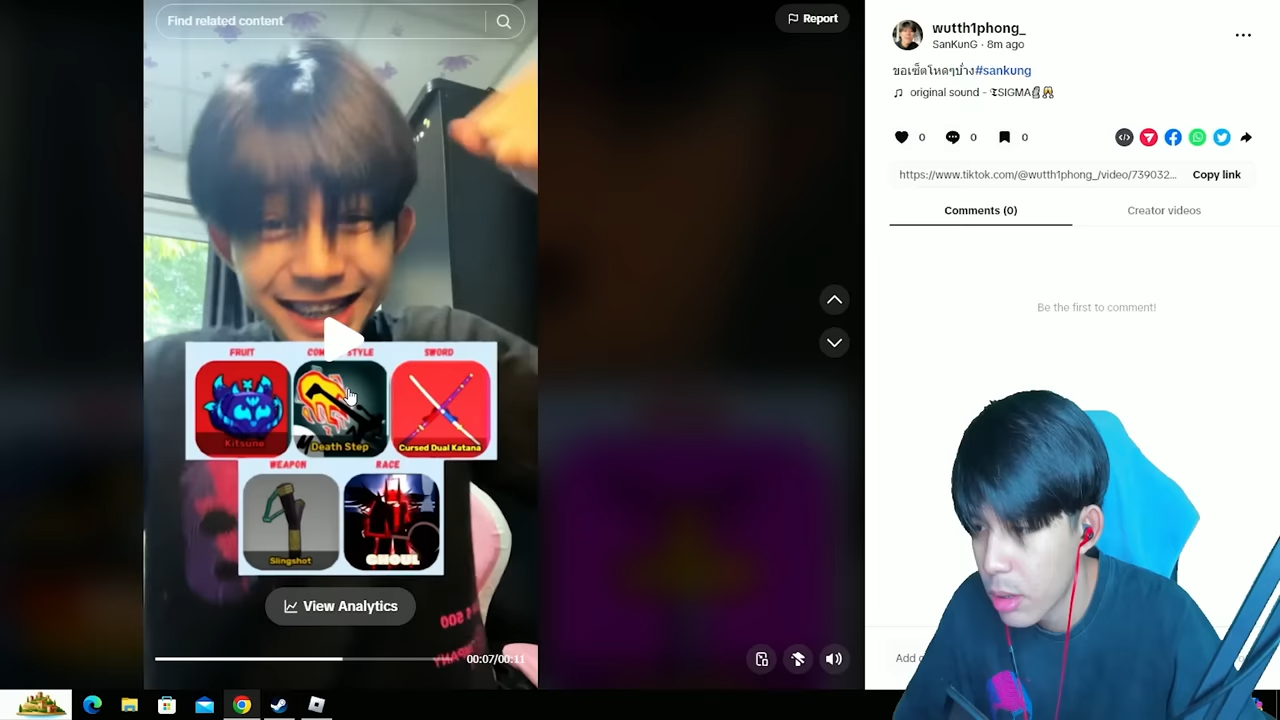 Find related content
Report
FRUIT
SWORD
Kitsune
Death Step
Cursed Dual Katana
WEAPON
RACE
Slingshot
GHOUL
View Analytics
00:07/00:11
wutth1phong_
SanKunG · 8m ago
ขอเซ็ตโหดๆบ้าง#sankung
original sound - SIGMA
0
0
0
https://www.tiktok.com/@wutth1phong_/video/739032...
Copy link
Comments (0)
Creator videos
Be the first to comment!
Add